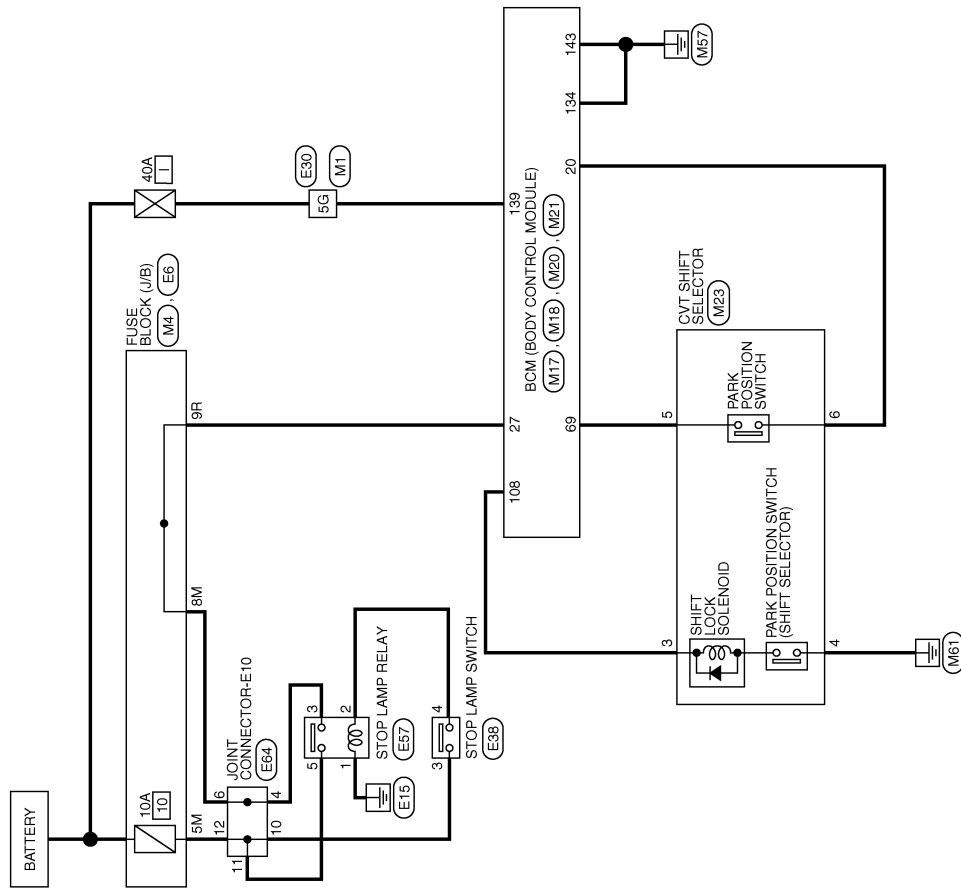 BATTERY
10A
10
FUSE
BLOCK (J/B)
M4 , E6
40A
I
5M
8M
9R
5G
E30
M1
JOINT
CONNECTOR-E10
E64
12
6
11
10
4
5
3
1
2
STOP LAMP RELAY
E57
E15
3
4
STOP LAMP SWITCH
E38
108
27
139
BCM (BODY CONTROL MODULE)
M17 , M18 , M20 , M21
69
20
134
143
M57
CVT SHIFT
SELECTOR
M23
3
5
SHIFT
LOCK
SOLENOID
PARK POSITION SWITCH
(SHIFT SELECTOR)
PARK
POSITION
SWITCH
4
6
M61